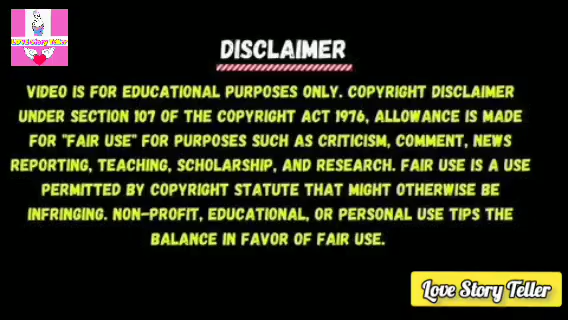 Love Story Teller
DISCLAIMER
VIDEO IS FOR EDUCATIONAL PURPOSES ONLY. COPYRIGHT DISCLAIMER
UNDER SECTION 107 OF THE COPYRIGHT ACT 1976, ALLOWANCE IS MADE
FOR "FAIR USE" FOR PURPOSES SUCH AS CRITICISM, COMMENT, NEWS
REPORTING, TEACHING, SCHOLARSHIP, AND RESEARCH. FAIR USE IS A USE
PERMITTED BY COPYRIGHT STATUTE THAT MIGHT OTHERWISE BE
INFRINGING. NON-PROFIT, EDUCATIONAL, OR PERSONAL USE TIPS THE
BALANCE IN FAVOR OF FAIR USE.
Love Story Teller